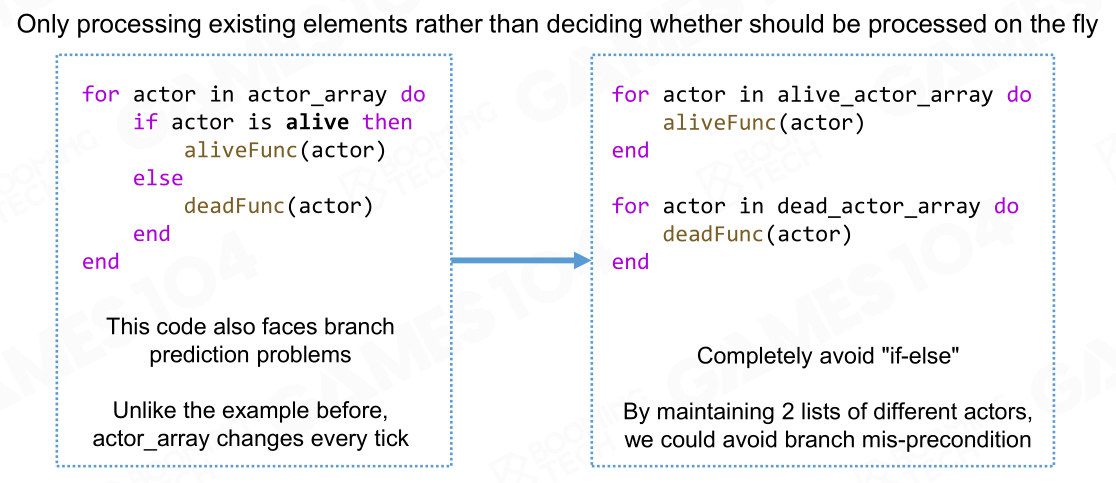 Only processing existing elements rather than deciding whether should be processed on the fly
for actor in actor_array do
    if actor is alive then
        aliveFunc(actor)
    else
        deadFunc(actor)
    end
end
This code also faces branch
prediction problems
Unlike the example before,
actor_array changes every tick
for actor in alive_actor_array do
    aliveFunc(actor)
end
for actor in dead_actor_array do
    deadFunc(actor)
end
Completely avoid "if-else"
By maintaining 2 lists of different actors,
we could avoid branch mis-precondition
GAMES104
BOOMING
TECH